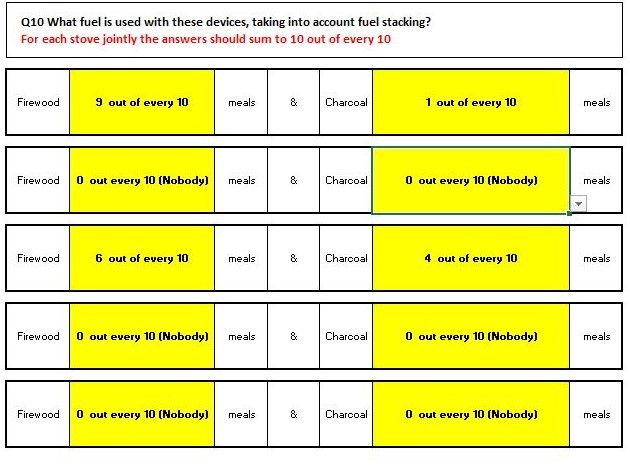 Q10 What fuel is used with these devices, taking into account fuel stacking?
For each stove jointly the answers should sum to 10 out of every 10
Firewood 9 out of every 10 meals & Charcoal 1 out of every 10 meals
Firewood 0 out every 10 (Nobody) meals & Charcoal 0 out every 10 (Nobody) meals
Firewood 6 out of every 10 meals & Charcoal 4 out of every 10 meals
Firewood 0 out every 10 (Nobody) meals & Charcoal 0 out every 10 (Nobody) meals
Firewood 0 out every 10 (Nobody) meals & Charcoal 0 out every 10 (Nobody) meals